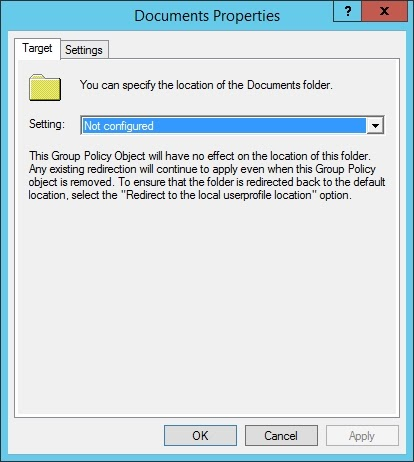 Documents Properties
?
x
Target
Settings
You can specify the location of the Documents folder.
Setting:
Not configured
This Group Policy Object will have no effect on the location of this folder.
Any existing redirection will continue to apply even when this Group Policy
object is removed. To ensure that the folder is redirected back to the default
location, select the "Redirect to the local userprofile location" option.
OK
Cancel
Apply